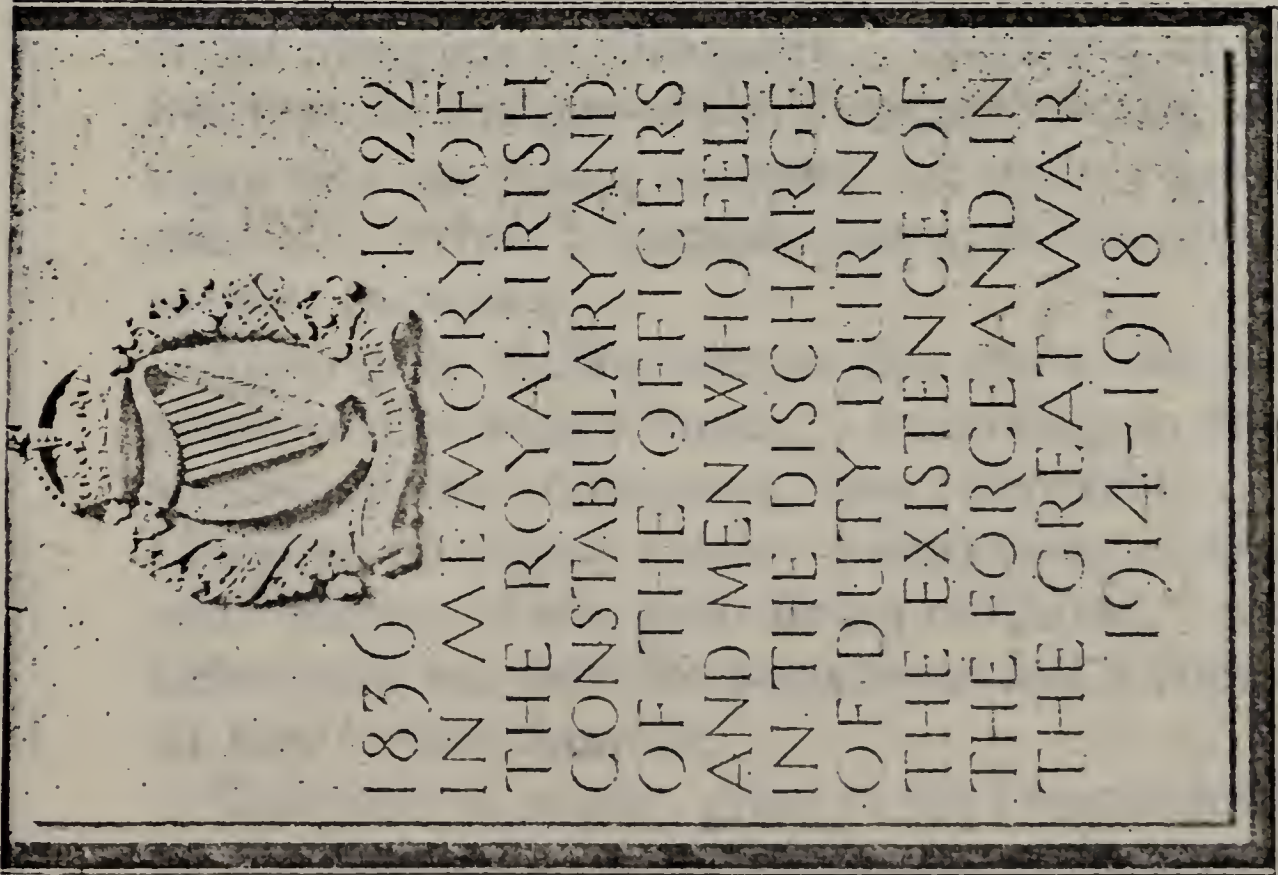 1836 1922
IN MEMORY OF
THE ROYAL IRISH
CONSTABULARY AND
OF THE OFFICERS
AND MEN WHO FELL
IN THE DISCHARGE
OF DUTY DURING
THE EXISTENCE OF
THE FORCE AND IN
THE GREAT WAR
1914-1918